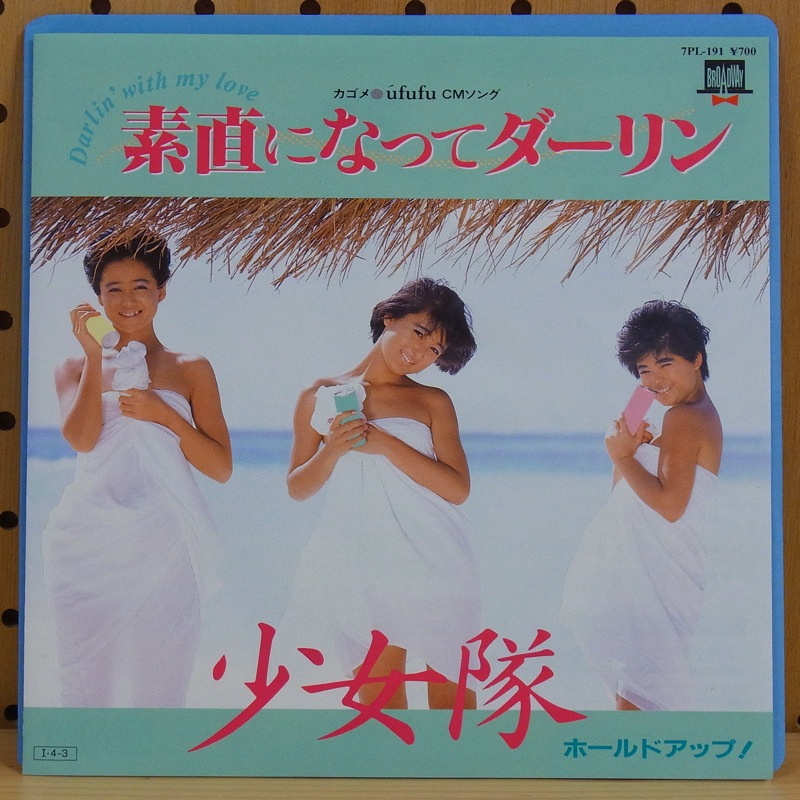 7PL-191 ¥700
BROADWAY
カゴメ●úfufu CMソング
Darlin' with my love
素直になってダーリン
少女隊
ホールドアップ!
I-4-3